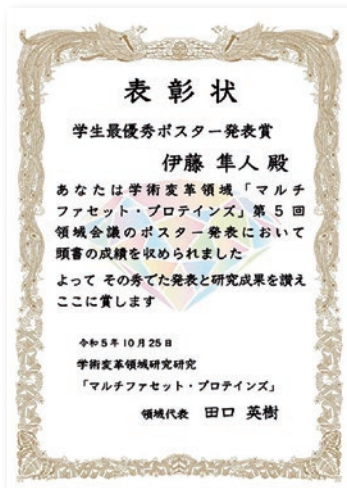 表彰状
学生最優秀ポスター発表賞
伊藤 隼人 殿
あなたは学術変革領域「マルチ
ファセット・プロテインズ」第5回
領域会議のポスター発表において
頭書の成績を収められました
よって その秀でた発表と研究成果を讃え
ここに賞します
令和5年10月25日
学術変革領域研究研究
「マルチファセット・プロテインズ」
領域代表 田口 英樹